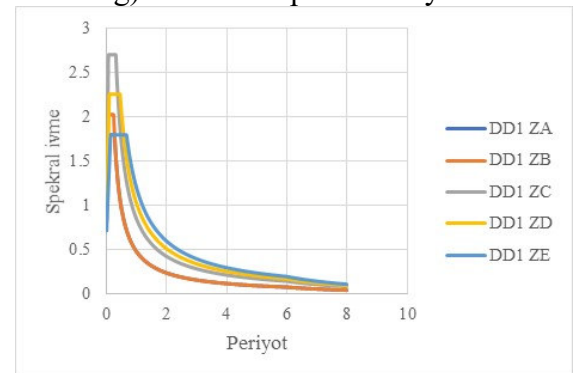 3
2.5
2
1.5
1
0.5
0
0 2 4 6 8 10
Spekral ivme
Periyot
DD1 ZA
DD1 ZB
DD1 ZC
DD1 ZD
DD1 ZE